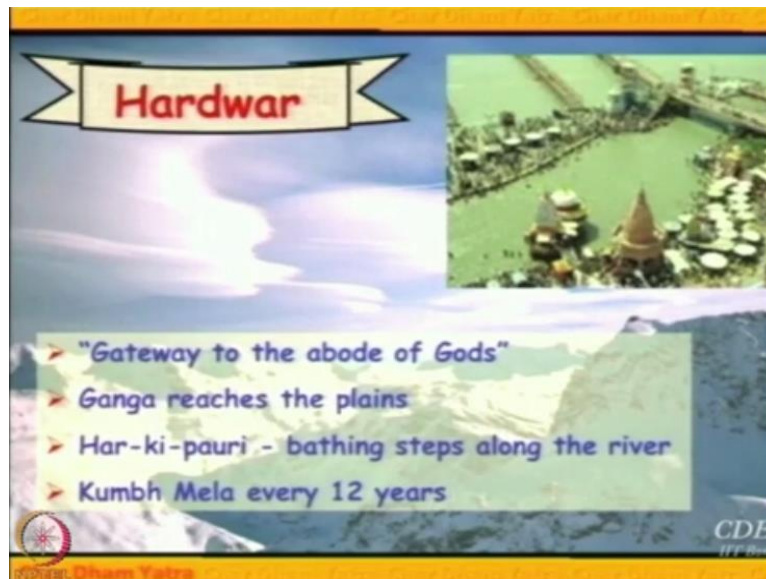 Hardwar
➤ "Gateway to the abode of Gods"
➤ Ganga reaches the plains
➤ Har-ki-pauri - bathing steps along the river
➤ Kumbh Mela every 12 years
CDE
Dham Yatra